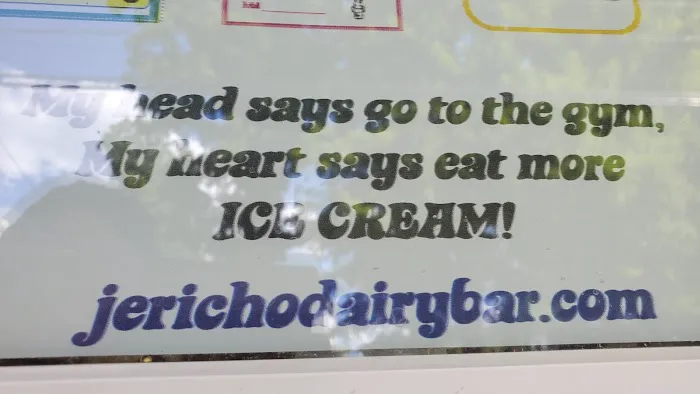 My head says go to the gym,
My heart says eat more
ICE CREAM!
jerichodairybar.com